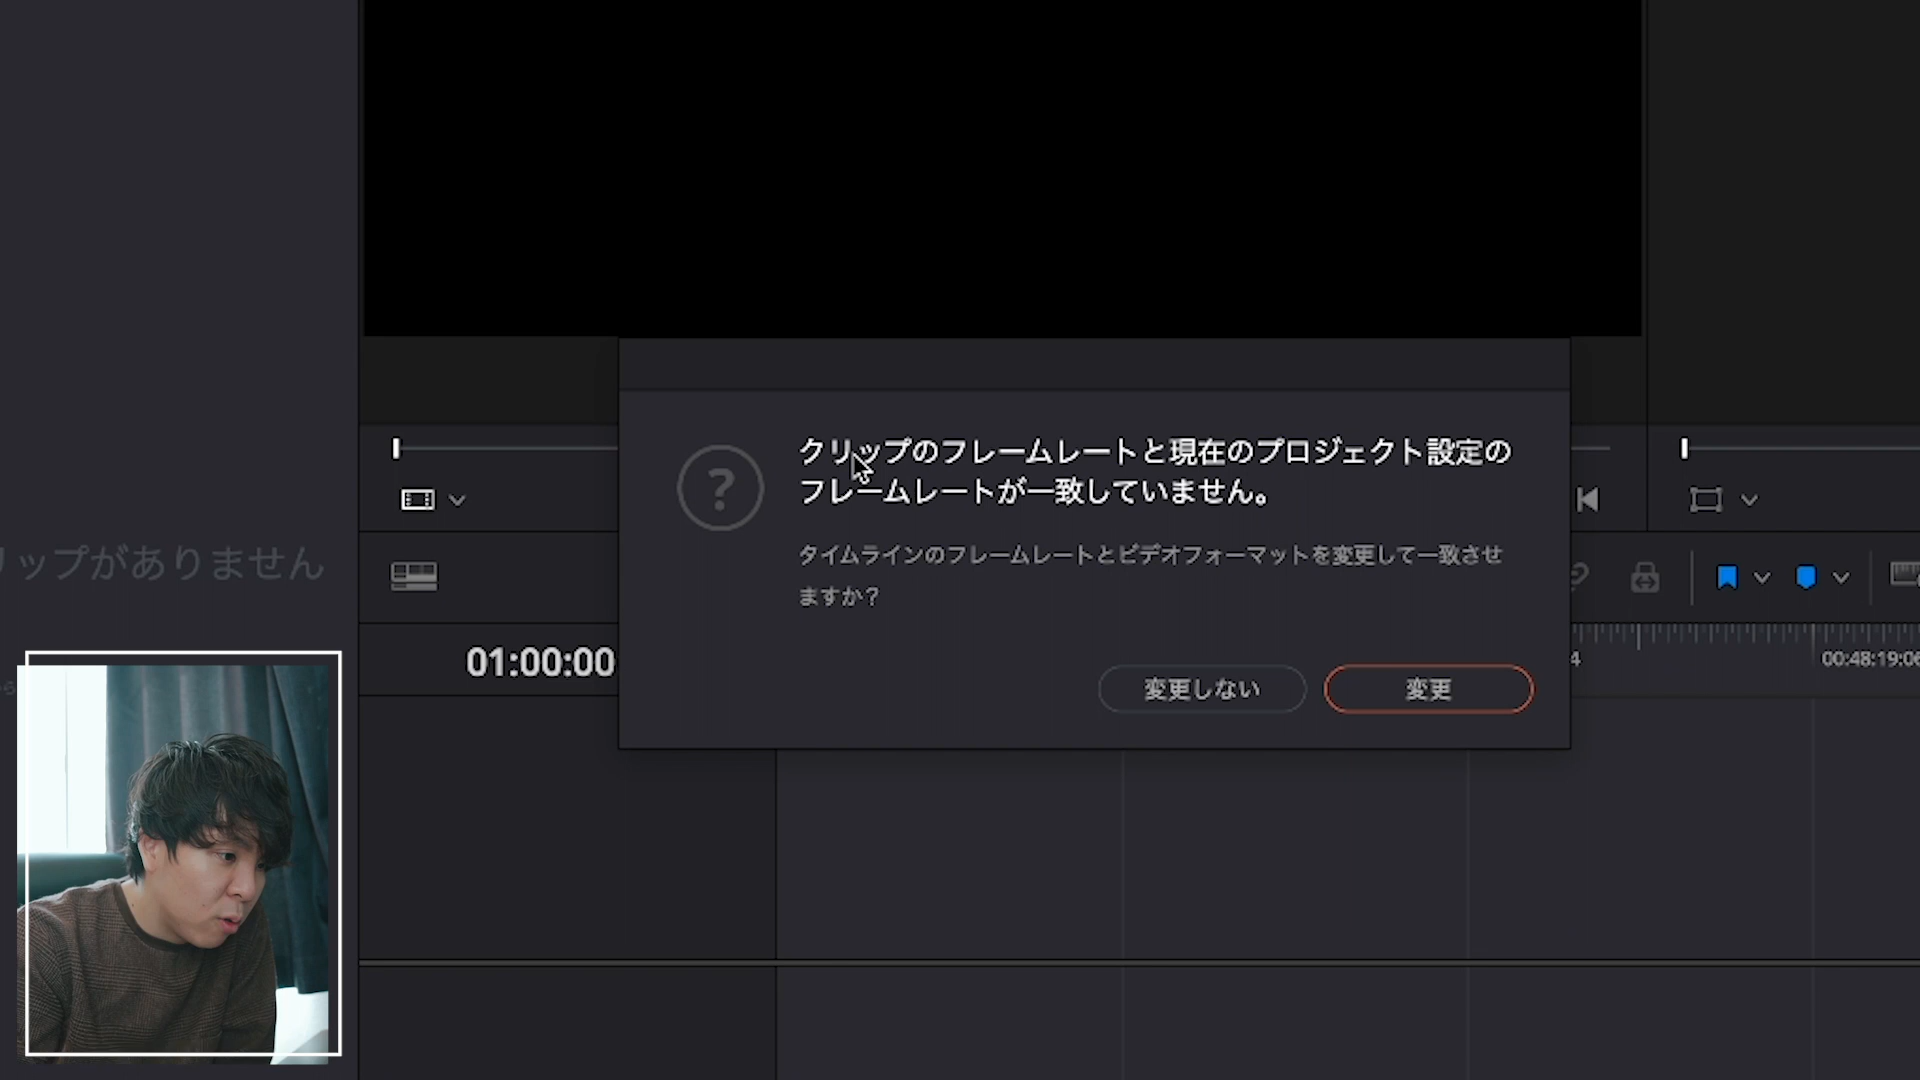 クリップのフレームレートと現在のプロジェクト設定の
フレームレートが一致していません。
タイムラインのフレームレートとビデオフォーマットを変更して一致させ
ますか?
変更しない
変更
リップがありません
01:00:00
00:48:19:06